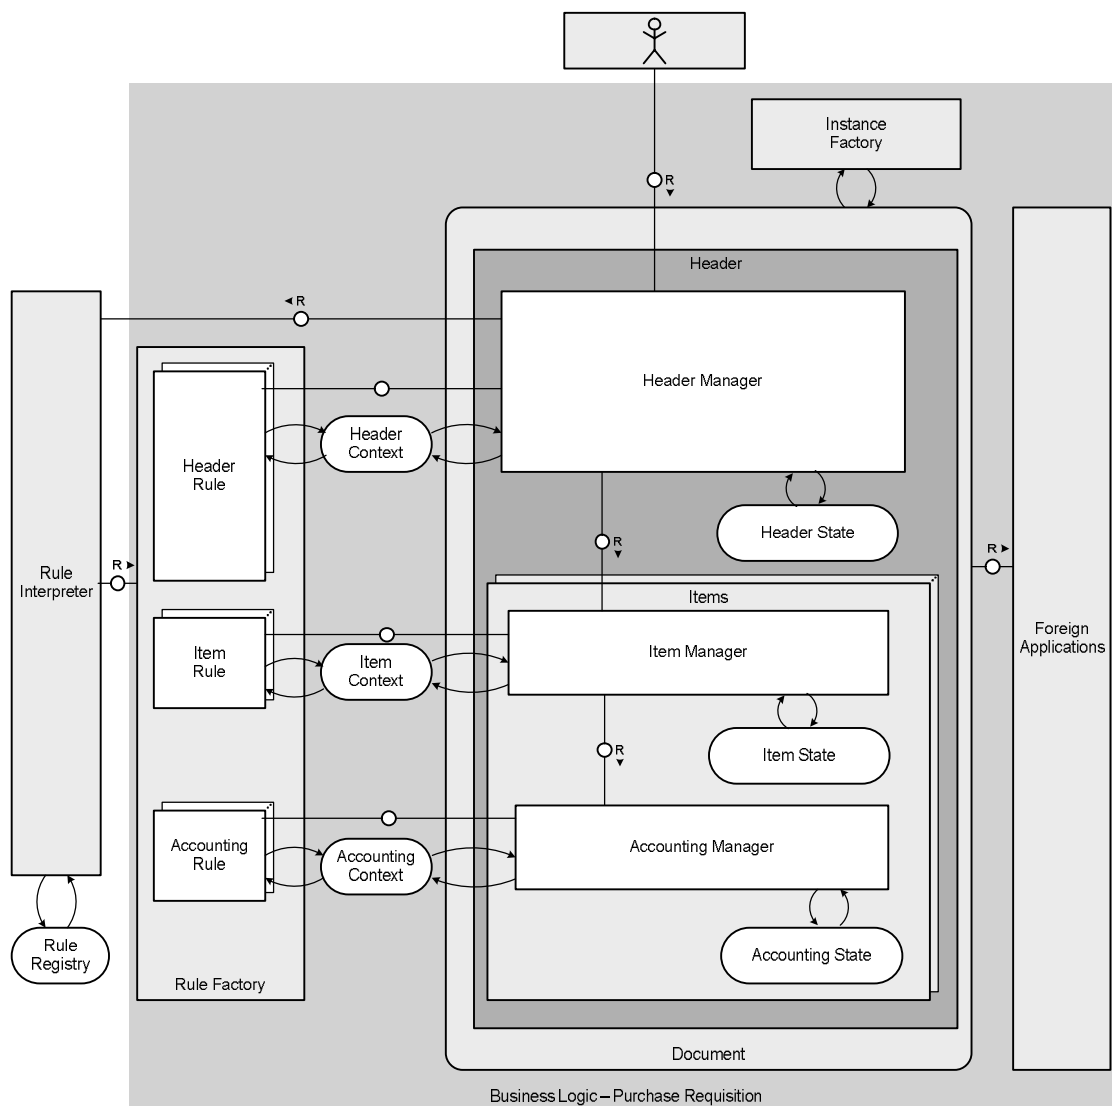 Instance
Factory
R
Header
R
Header Manager
Header
Context
Header
Rule
Header State
R
R
R
Rule
Interpreter
Items
Foreign
Applications
Item
Rule
Item
Context
Item Manager
R
Item State
Accounting
Rule
Accounting
Context
Accounting Manager
Rule
Registry
Accounting State
Rule Factory
Document
Business Logic – Purchase Requisition